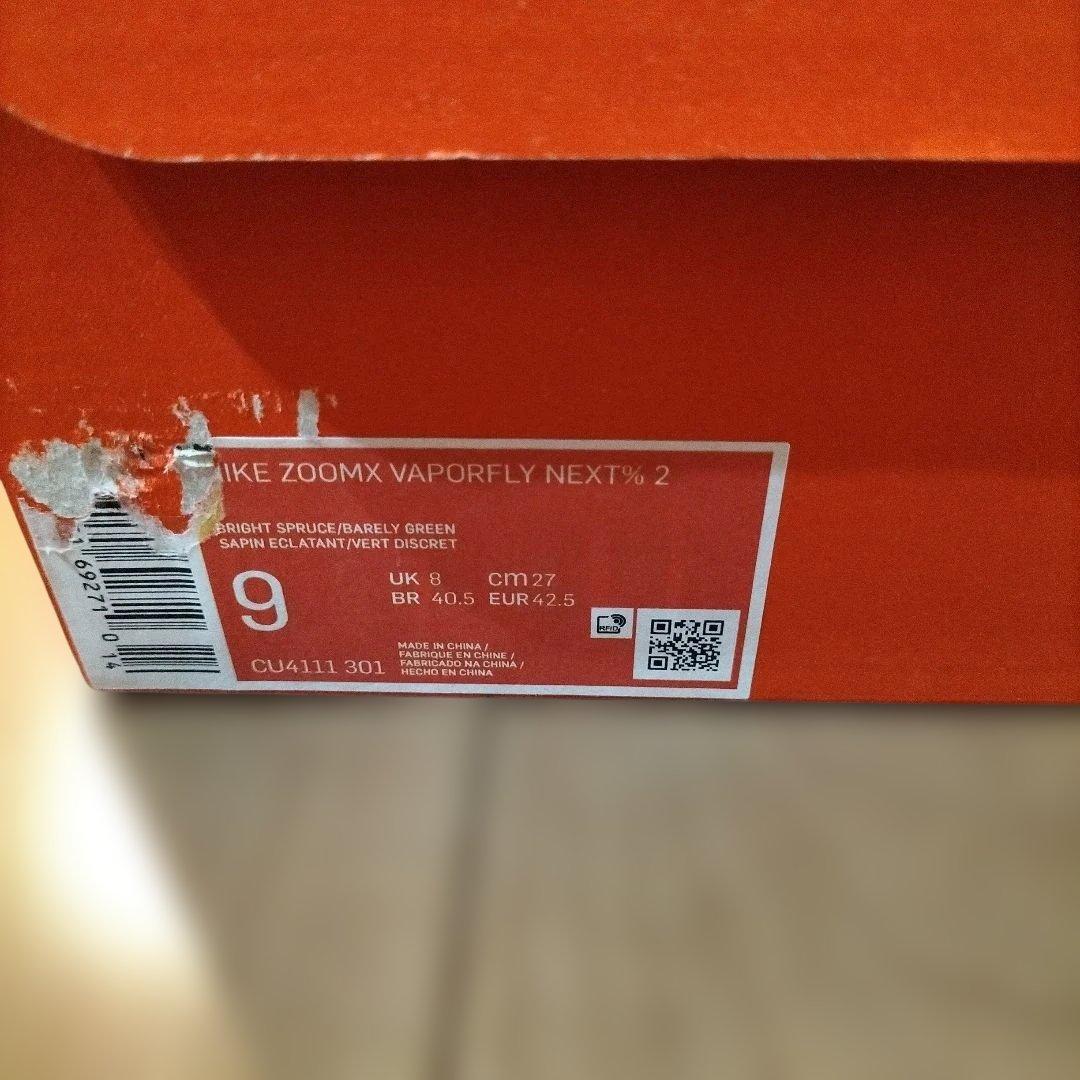 IKE ZOOMX VAPORFLY NEXT% 2
BRIGHT SPRUCE/BARELY GREEN
SAPIN ECLATANT/VERT DISCRET
9
UK 8 cm 27
BR 40.5 EUR 42.5
CU4111 301
MADE IN CHINA /
FABRIQUE EN CHINE /
FABRICADO NA CHINA /
HECHO EN CHINA
RFID
69271 0 14